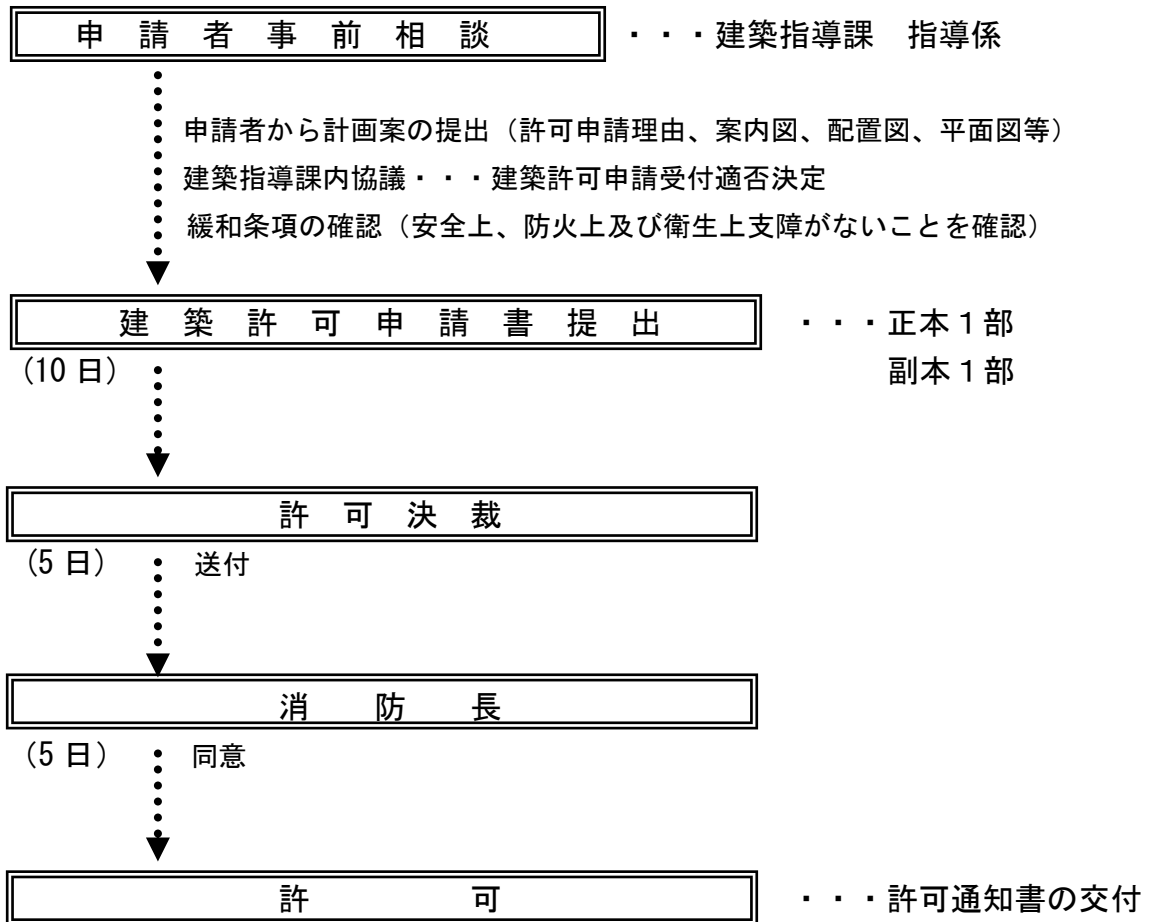 申請者事前相談 ・・・建築指導課 指導係
申請者から計画案の提出（許可申請理由、案内図、配置図、平面図等）
建築指導課内協議・・・建築許可申請受付適否決定
緩和条項の確認（安全上、防火上及び衛生上支障がないことを確認）
建築許可申請書提出 ・・・正本１部
(10日) 副本１部
許可決裁
(5日) 送付
消防長
(5日) 同意
許可 ・・・許可通知書の交付